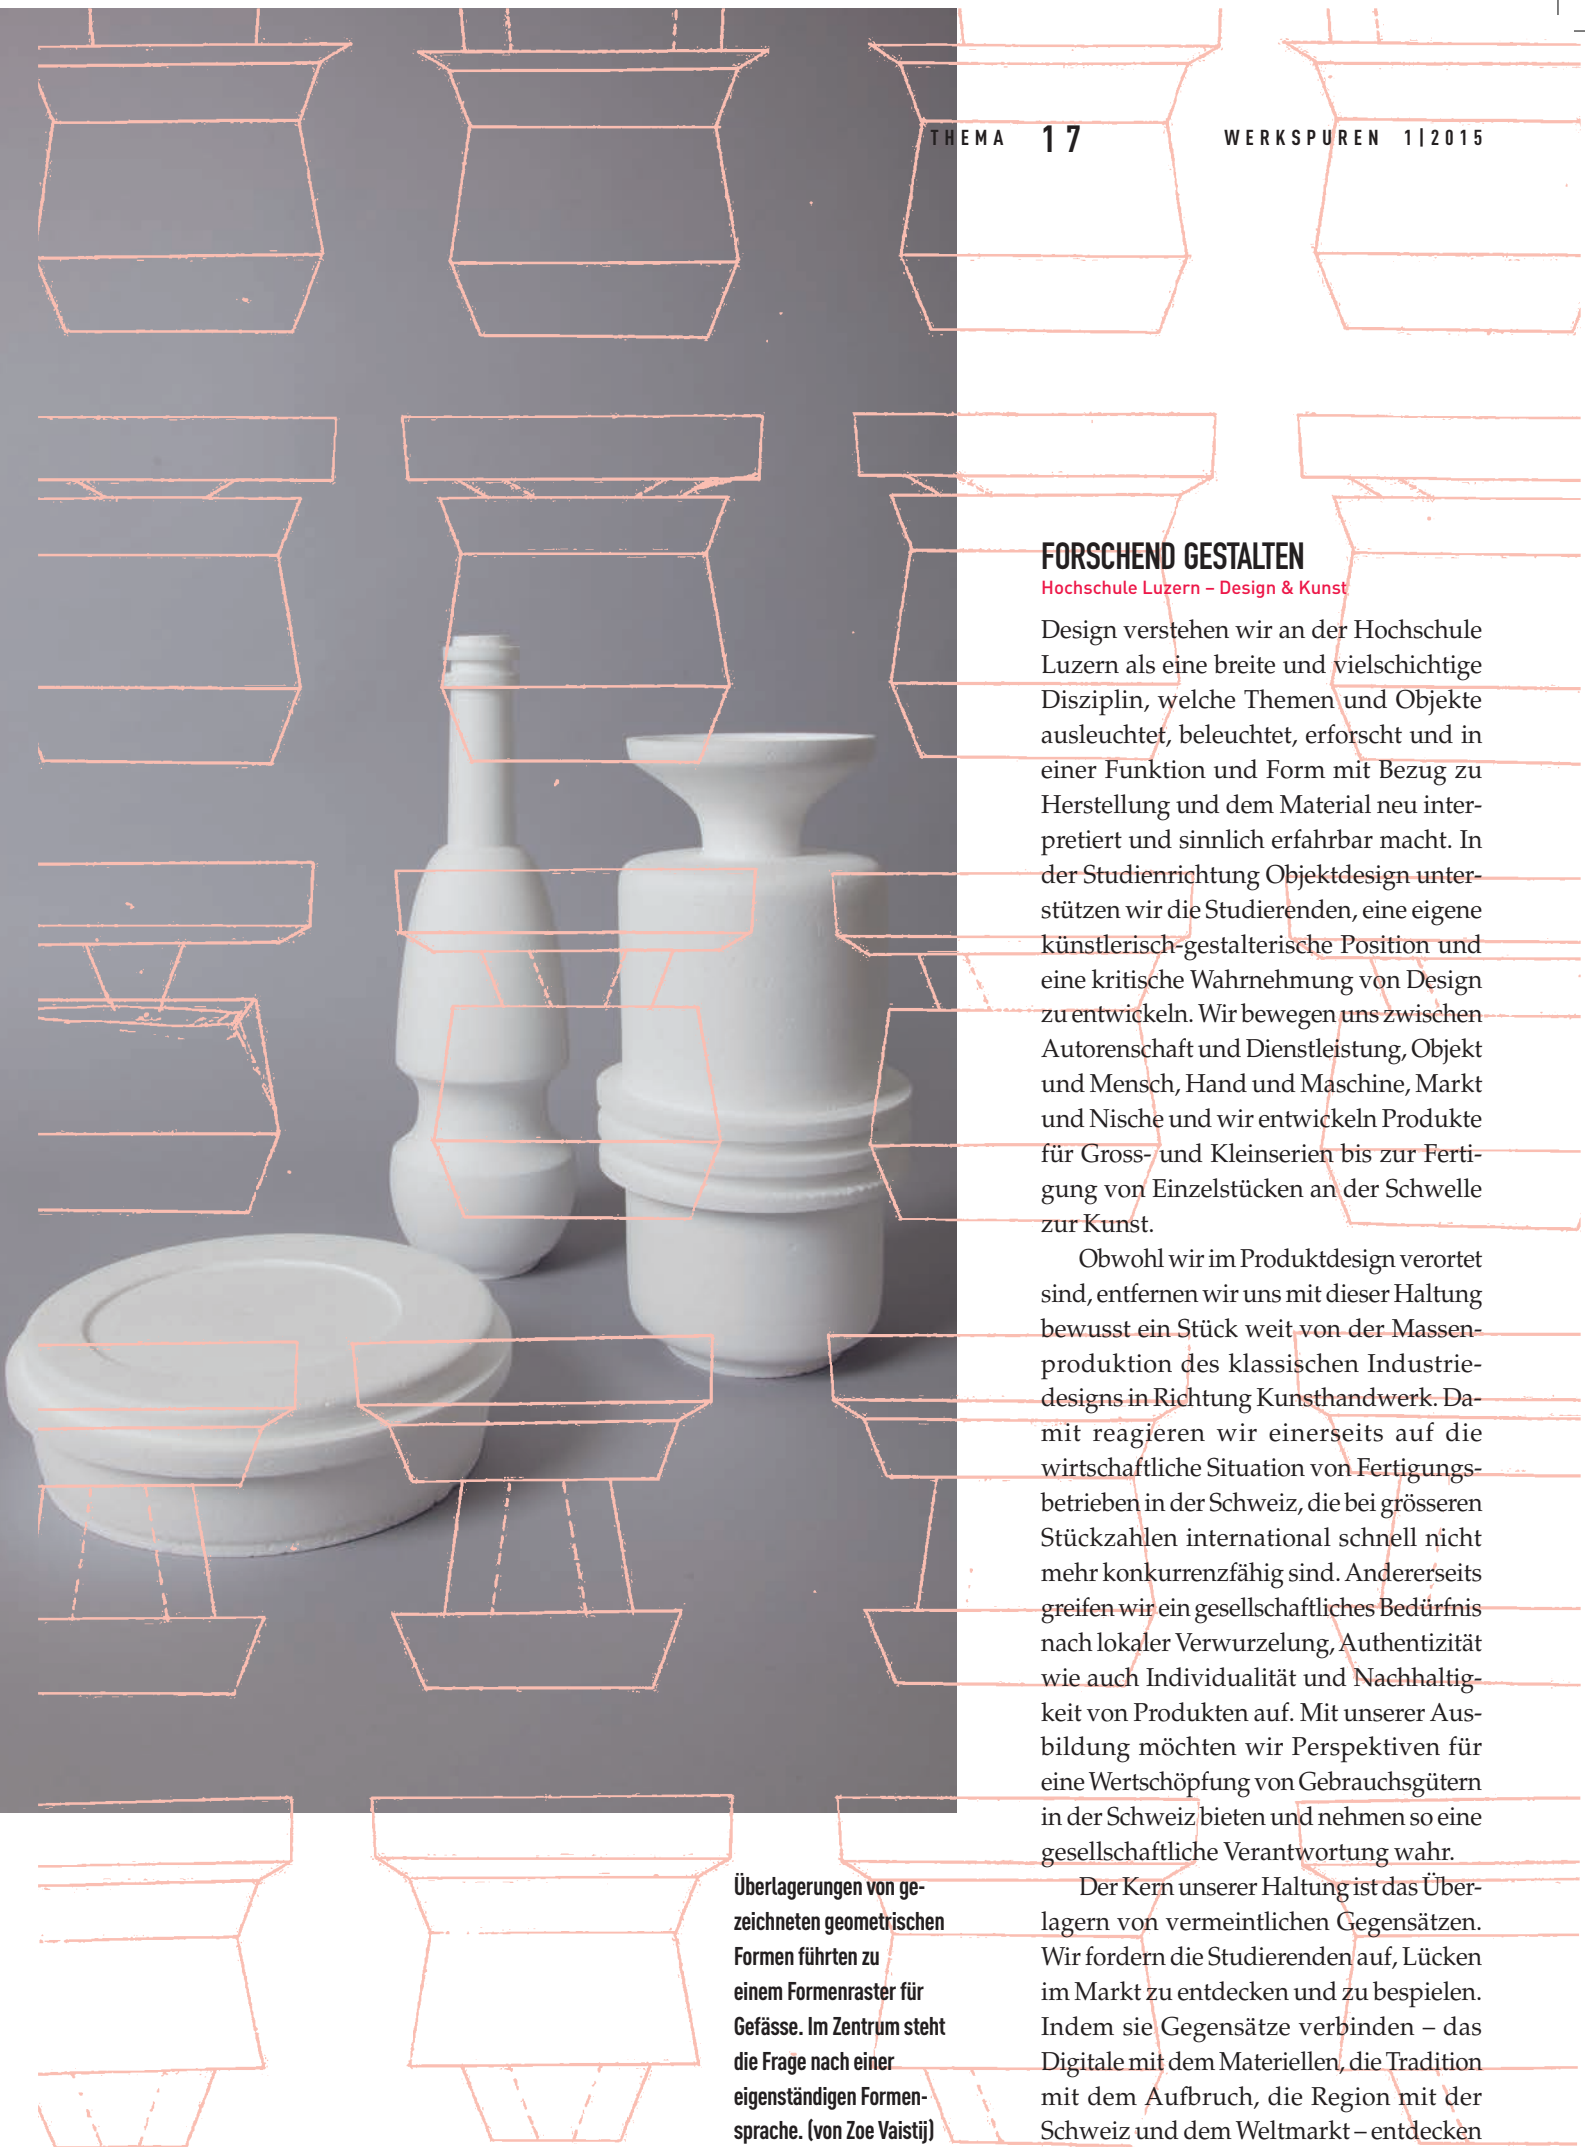 THEMA 17 WERKSPUREN 1|2015
FORSCHEND GESTALTEN
Hochschule Luzern – Design & Kunst
Design verstehen wir an der Hochschule
Luzern als eine breite und vielschichtige
Disziplin, welche Themen und Objekte
ausleuchtet, beleuchtet, erforscht und in
einer Funktion und Form mit Bezug zu
Herstellung und dem Material neu inter-
pretiert und sinnlich erfahrbar macht. In
der Studienrichtung Objektdesign unter-
stützen wir die Studierenden, eine eigene
künstlerisch-gestalterische Position und
eine kritische Wahrnehmung von Design
zu entwickeln. Wir bewegen uns zwischen
Autorenschaft und Dienstleistung, Objekt
und Mensch, Hand und Maschine, Markt
und Nische und wir entwickeln Produkte
für Gross- und Kleinserien bis zur Ferti-
gung von Einzelstücken an der Schwelle
zur Kunst.
Obwohl wir im Produktdesign verortet
sind, entfernen wir uns mit dieser Haltung
bewusst ein Stück weit von der Massen-
produktion des klassischen Industrie-
designs in Richtung Kunsthandwerk. Da-
mit reagieren wir einerseits auf die
wirtschaftliche Situation von Fertigungs-
betrieben in der Schweiz, die bei grösseren
Stückzahlen international schnell nicht
mehr konkurrenzfähig sind. Andererseits
greifen wir ein gesellschaftliches Bedürfnis
nach lokaler Verwurzelung, Authentizität
wie auch Individualität und Nachhaltig-
keit von Produkten auf. Mit unserer Aus-
bildung möchten wir Perspektiven für
eine Wertschöpfung von Gebrauchsgütern
in der Schweiz bieten und nehmen so eine
gesellschaftliche Verantwortung wahr.
Der Kern unserer Haltung ist das Über-
lagern von vermeintlichen Gegensätzen.
Wir fordern die Studierenden auf, Lücken
im Markt zu entdecken und zu bespielen.
Indem sie Gegensätze verbinden – das
Digitale mit dem Materiellen, die Tradition
mit dem Aufbruch, die Region mit der
Schweiz und dem Weltmarkt – entdecken
Überlagerungen von ge-
zeichneten geometrischen
Formen führten zu
einem Formenraster für
Gefässe. Im Zentrum steht
die Frage nach einer
eigenständigen Formen-
sprache. (von Zoe Vaistij)